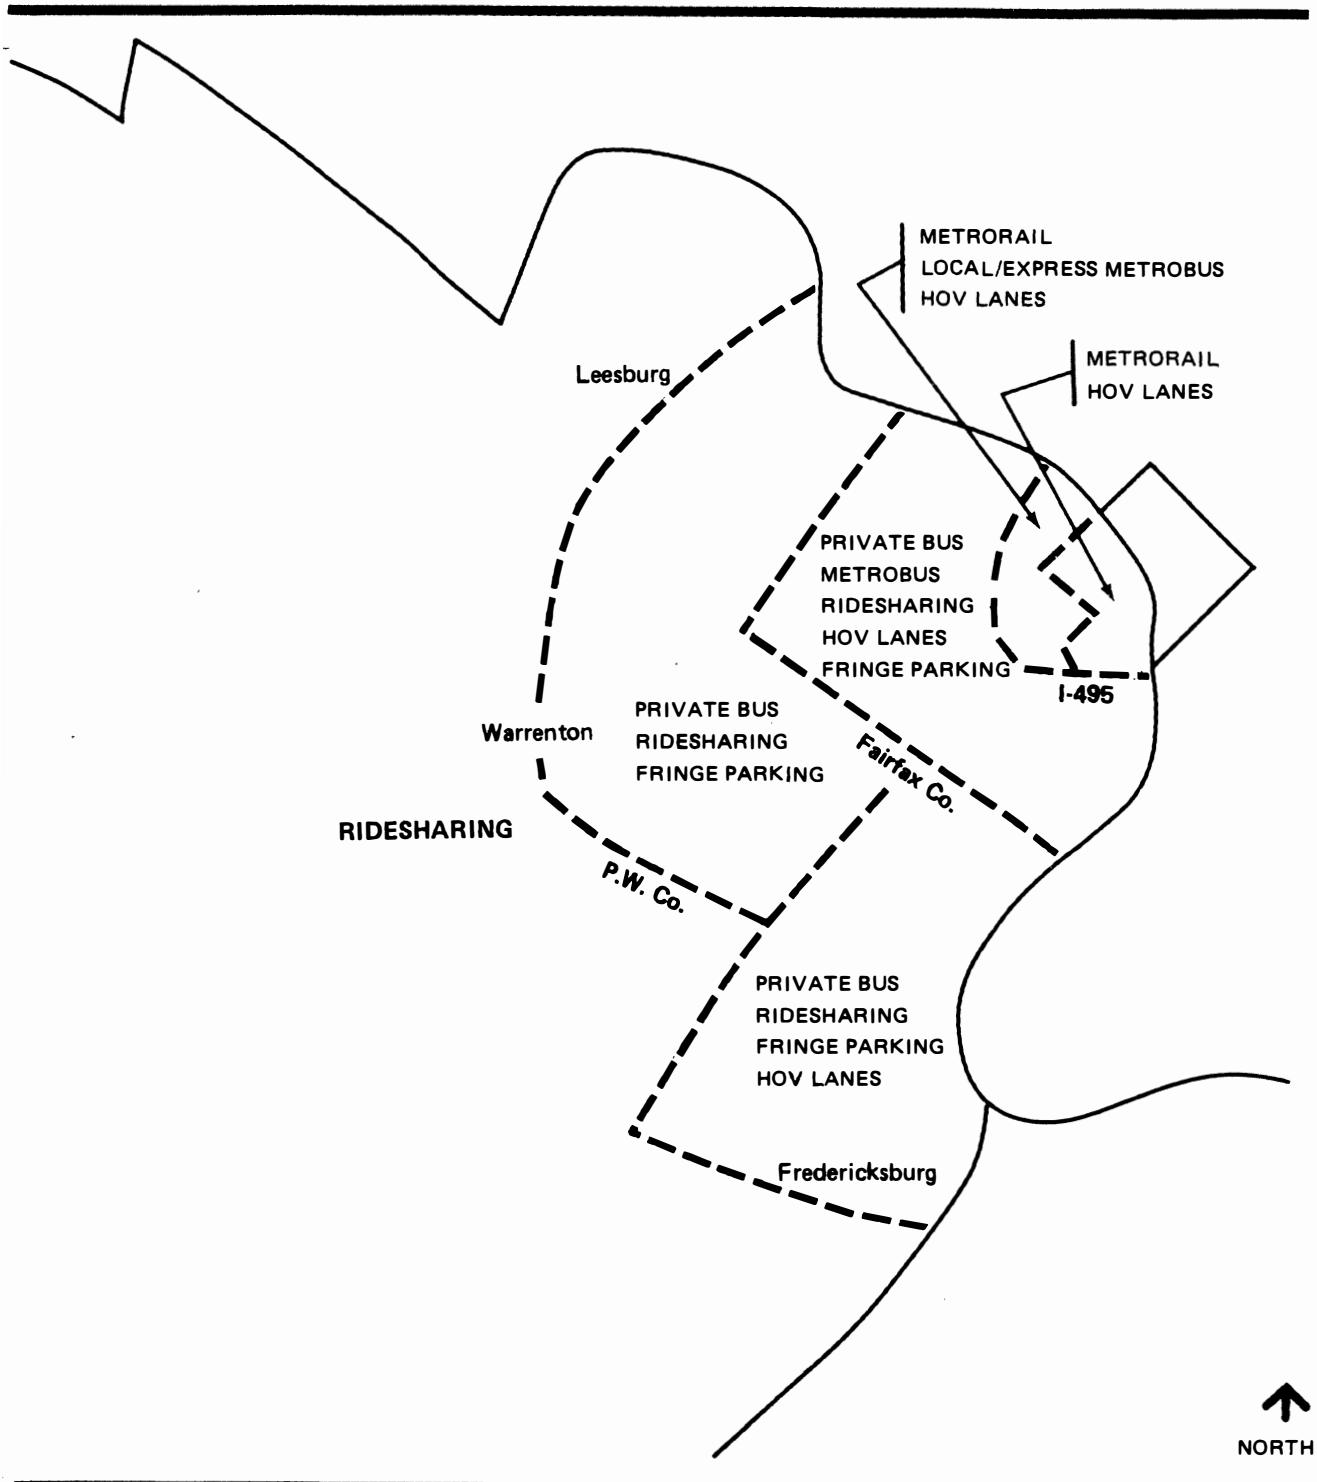 METRORAIL
LOCAL/EXPRESS METROBUS
HOV LANES
METRORAIL
HOV LANES
Leesburg
PRIVATE BUS
METROBUS
RIDESHARING
HOV LANES
FRINGE PARKING
I-495
Warrenton
PRIVATE BUS
RIDESHARING
FRINGE PARKING
Fairfax Co.
RIDESHARING
P.W. Co.
PRIVATE BUS
RIDESHARING
FRINGE PARKING
HOV LANES
Fredericksburg
NORTH